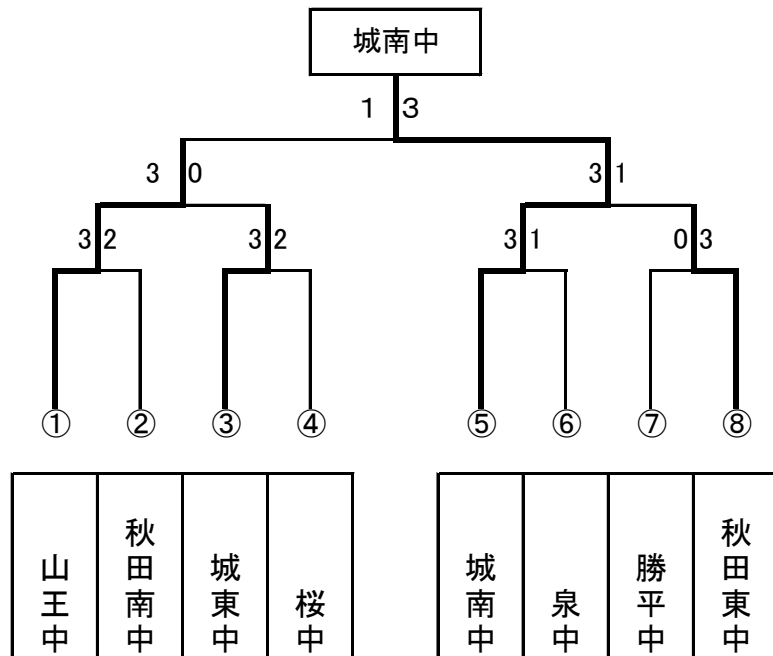 城南中
1 3
3 0
3 1
3 2
3 2
3 1
0 3
① ② ③ ④ ⑤ ⑥ ⑦ ⑧
山王中
秋田南中
城東中
桜中
城南中
泉中
勝平中
秋田東中